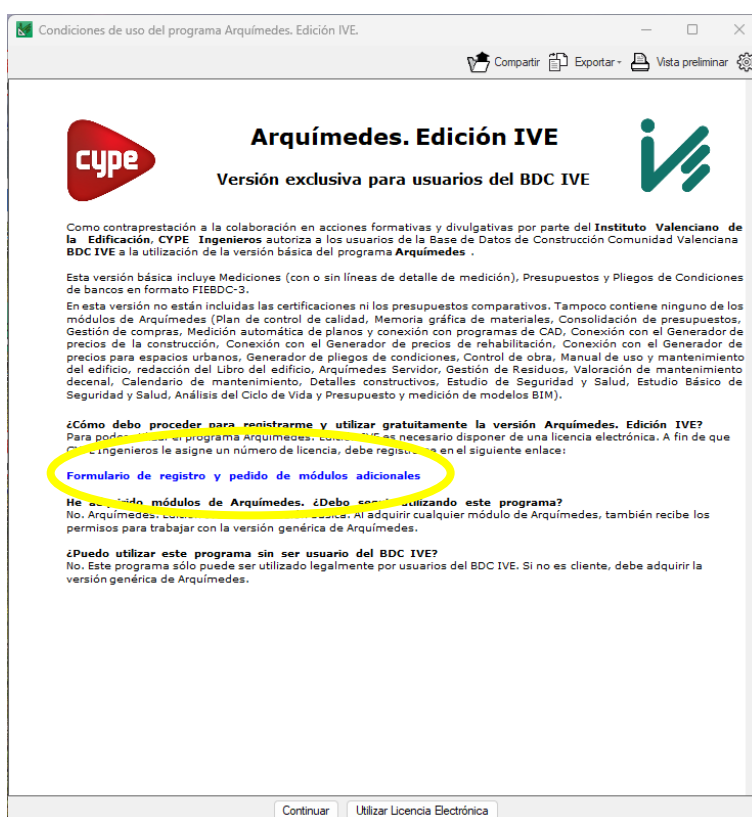 Condiciones de uso del programa Arquímedes. Edición IVE.
Compartir Exportar Vista preliminar
cype
Arquímedes. Edición IVE
Versión exclusiva para usuarios del BDC IVE
Como contraprestación a la colaboración en acciones formativas y divulgativas por parte del Instituto Valenciano de
la Edificación, CYPE Ingenieros autoriza a los usuarios de la Base de Datos de Construcción Comunidad Valenciana
BDC IVE a la utilización de la versión básica del programa Arquímedes .
Esta versión básica incluye Mediciones (con o sin líneas de detalle de medición), Presupuestos y Pliegos de Condiciones
de bancos en formato FIEBDC-3.
En esta versión no están incluidas las certificaciones ni los presupuestos comparativos. Tampoco contiene ninguno de los
módulos de Arquímedes (Plan de control de calidad, Memoria gráfica de materiales, Consolidación de presupuestos,
Gestión de compras, Medición automática de planos y conexión con programas de CAD, Conexión con el Generador de
precios de la construcción, Conexión con el Generador de precios de rehabilitación, Conexión con el Generador de
precios para espacios urbanos, Generador de pliegos de condiciones, Control de obra, Manual de uso y mantenimiento
del edificio, redacción del Libro del edificio, Arquímedes Servidor, Gestión de Residuos, Valoración de mantenimiento
decenal, Calendario de mantenimiento, Detalles constructivos, Estudio de Seguridad y Salud, Estudio Básico de
Seguridad y Salud, Análisis del Ciclo de Vida y Presupuesto y medición de modelos BIM).
¿Cómo debo proceder para registrarme y utilizar gratuitamente la versión Arquímedes. Edición IVE?
Para poder el programa Arquímedes. Edición IVE es necesario disponer de una licencia electrónica. A fin de que
Ingenieros le asigne un número de licencia, debe en el siguiente enlace:
Formulario de registro y pedido de módulos adicionales
He módulos de Arquímedes. ¿Debo utilizando este programa?
No. Arquímedes. Al adquirir cualquier módulo de Arquímedes, también recibe los
permisos para trabajar con la versión genérica de Arquímedes.
¿Puedo utilizar este programa sin ser usuario del BDC IVE?
No. Este programa sólo puede ser utilizado legalmente por usuarios del BDC IVE. Si no es cliente, debe adquirir la
versión genérica de Arquímedes.
Continuar Utilizar Licencia Electrónica